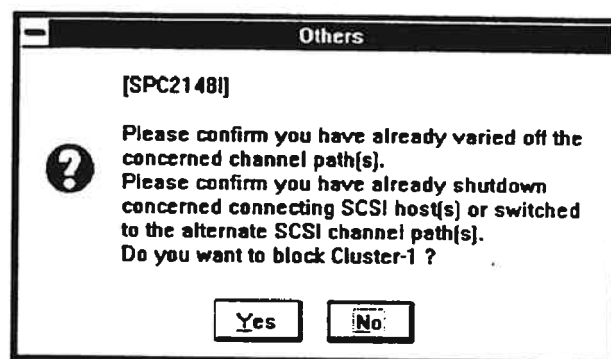 Others
[SPC2148I]
Please confirm you have already varied off the
concerned channel path(s).
Please confirm you have already shutdown
concerned connecting SCSI host(s) or switched
to the alternate SCSI channel path(s).
Do you want to block Cluster-1 ?
Yes
No